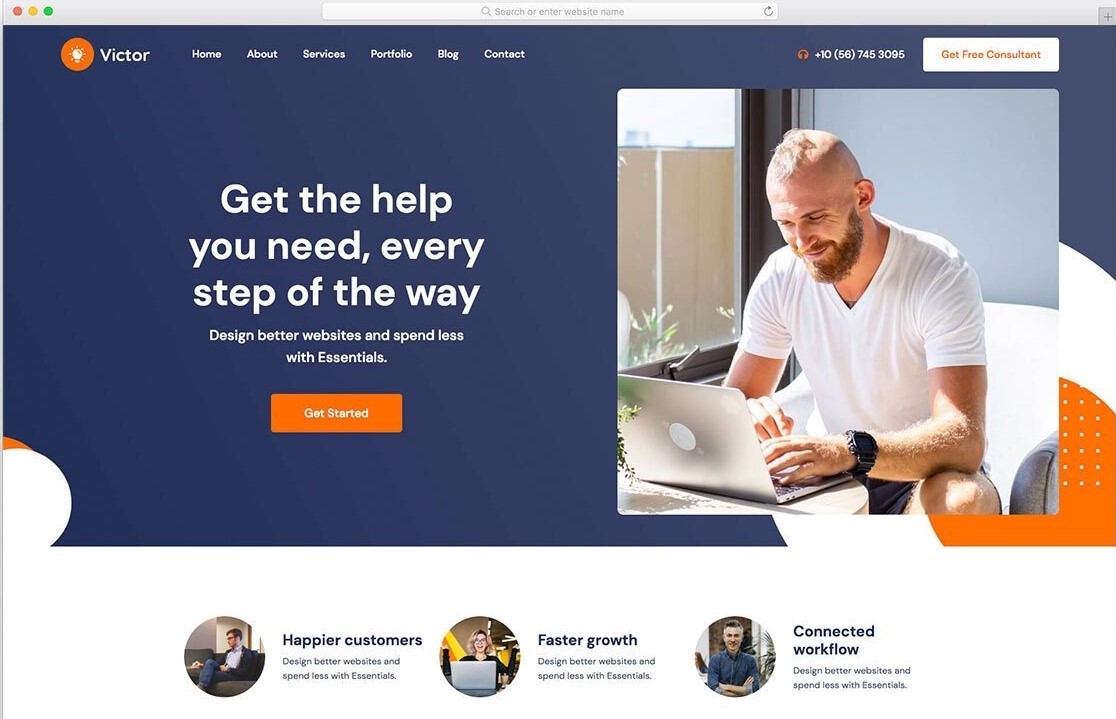 Search or enter website name
Victor
Home About Services Portfolio Blog Contact
+10 (56) 745 3095
Get Free Consultant
Get the help
you need, every
step of the way
Design better websites and spend less
with Essentials.
Get Started
Happier customers
Design better websites and
spend less with Essentials.
Faster growth
Design better websites and
spend less with Essentials.
Connected
workflow
Design better websites and
spend less with Essentials.